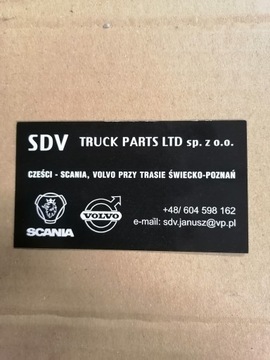 SDV TRUCK PARTS LTD sp. z o.o.
CZEŚCI - SCANIA, VOLVO PRZY TRASIE ŚWIECKO-POZNAŃ
+48/ 604 598 162
e-mail: sdv.janusz@vp.pl
SCANIA
VOLVO